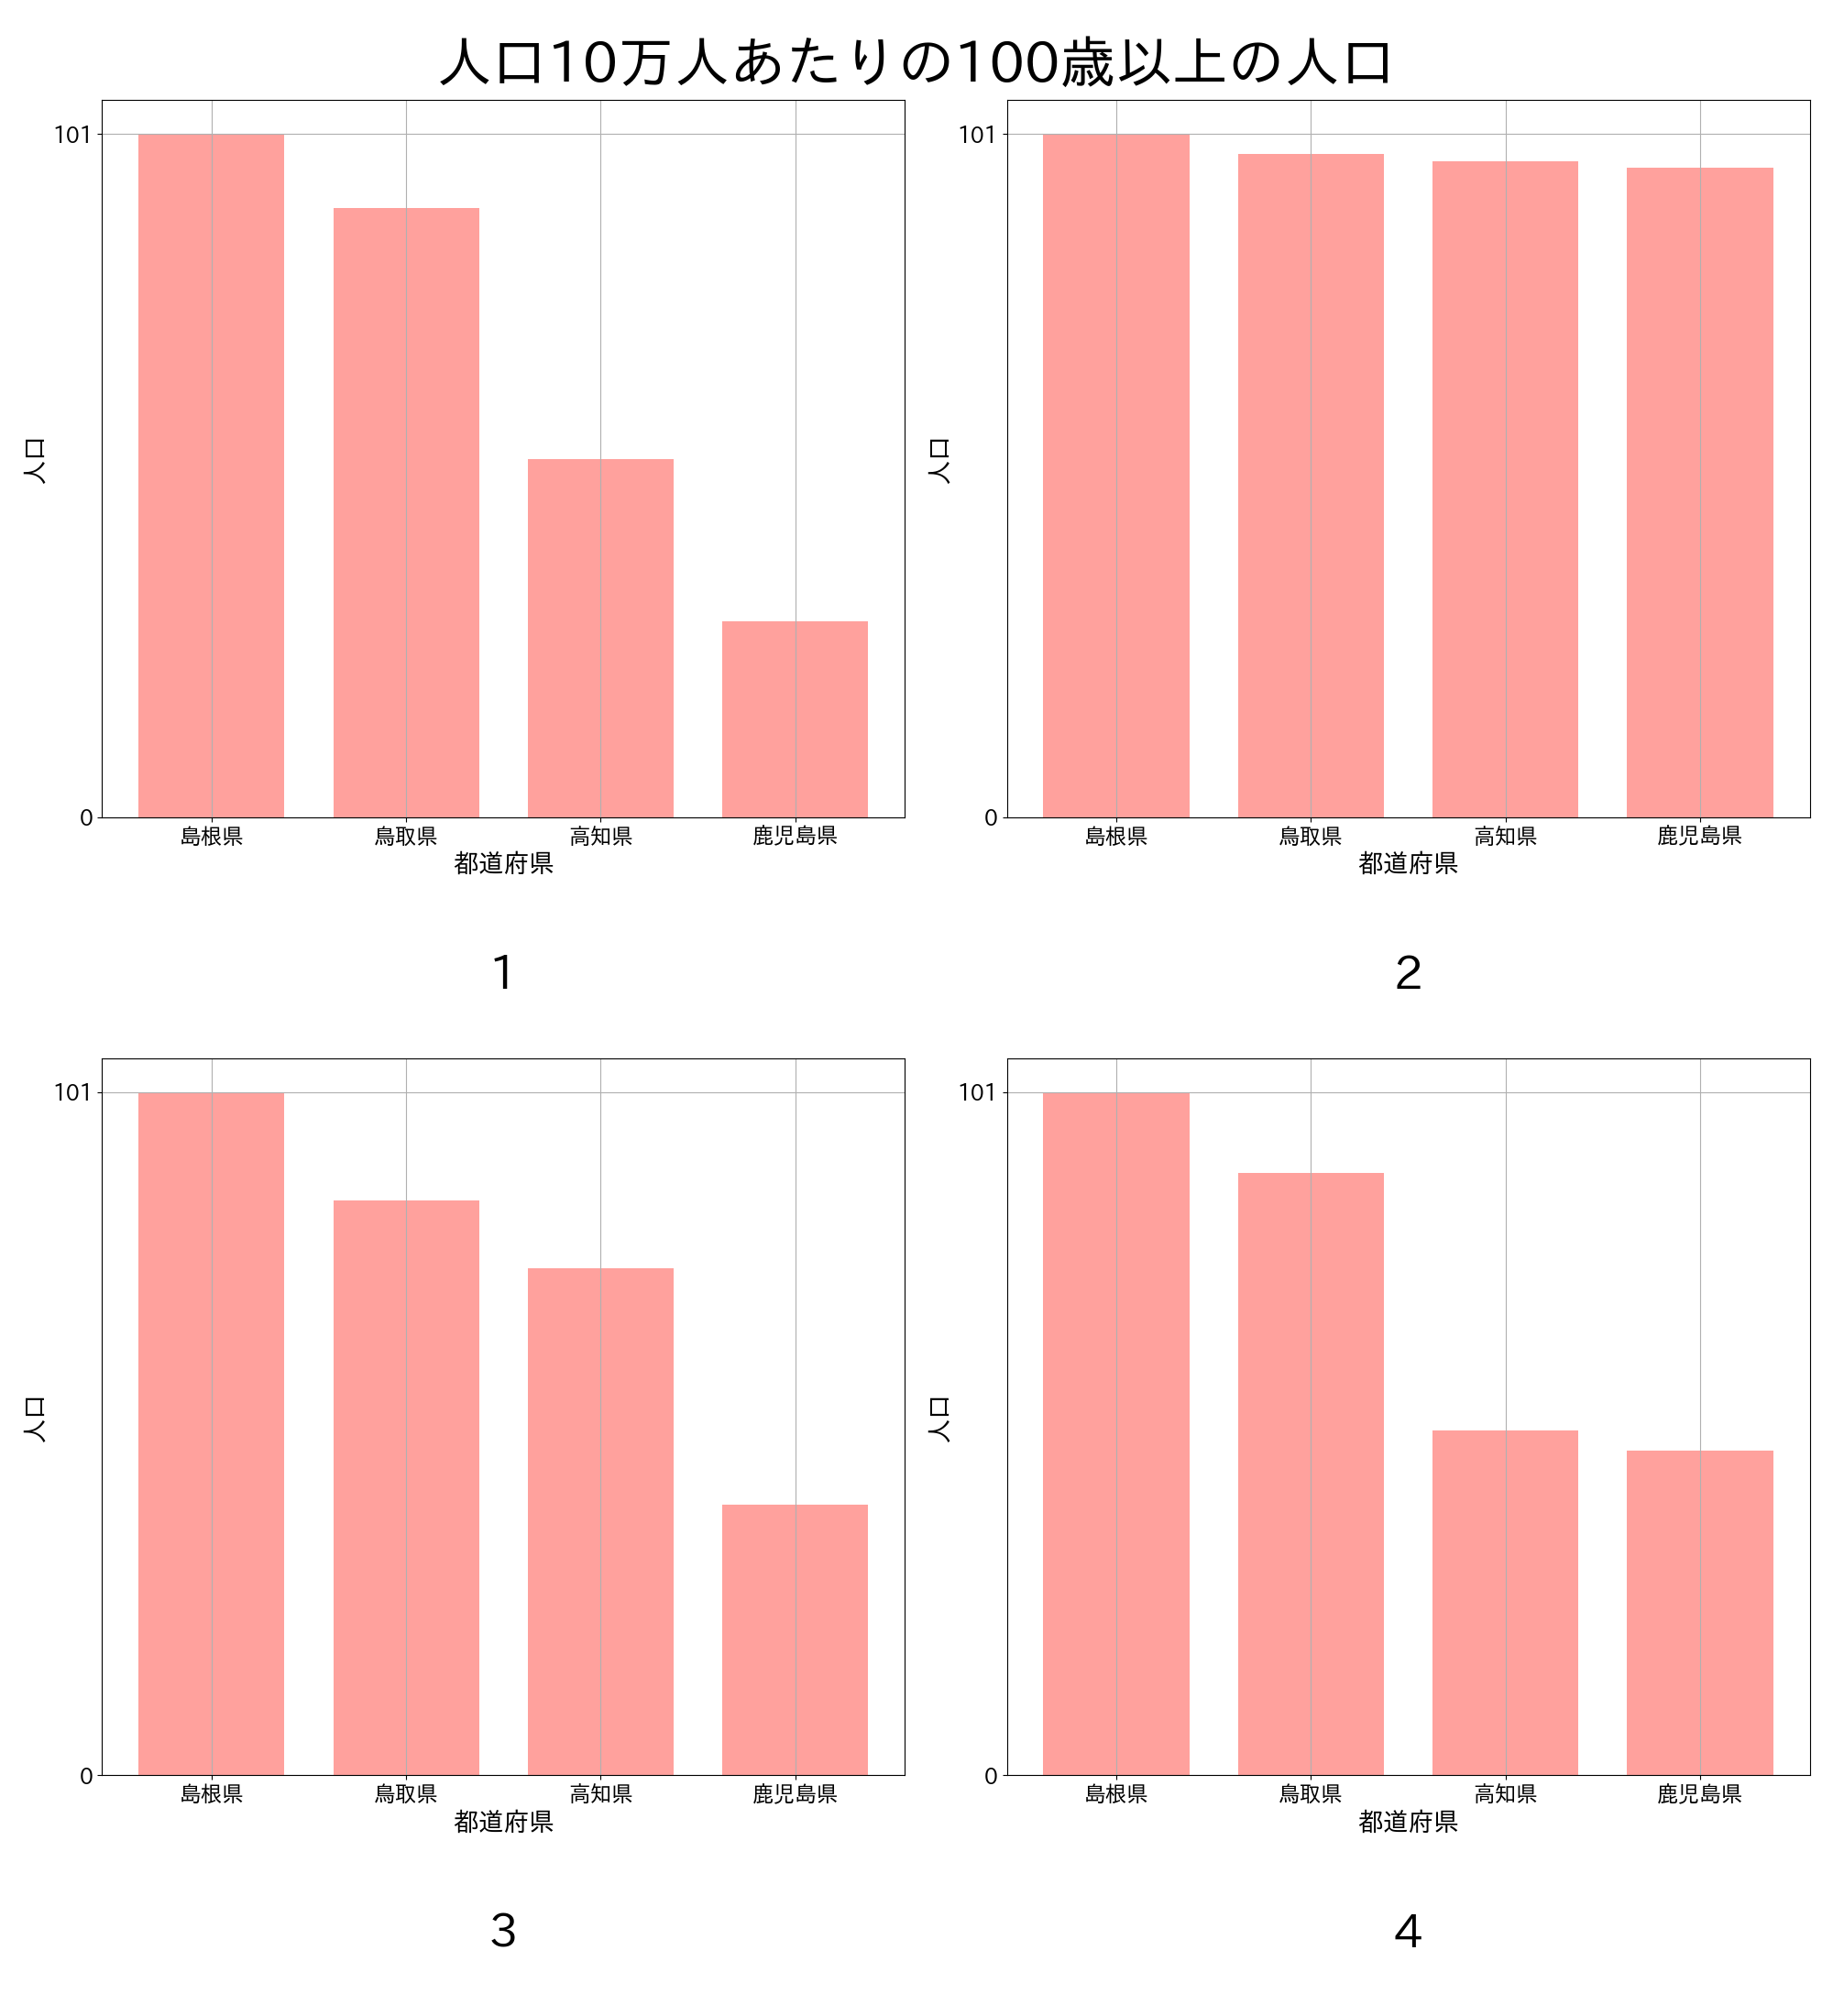 人口10万人あたりの100歳以上の人口
101
人口
0
島根県 鳥取県 高知県 鹿児島県
都道府県
1
101
人口
0
島根県 鳥取県 高知県 鹿児島県
都道府県
2
101
人口
0
島根県 鳥取県 高知県 鹿児島県
都道府県
3
101
人口
0
島根県 鳥取県 高知県 鹿児島県
都道府県
4